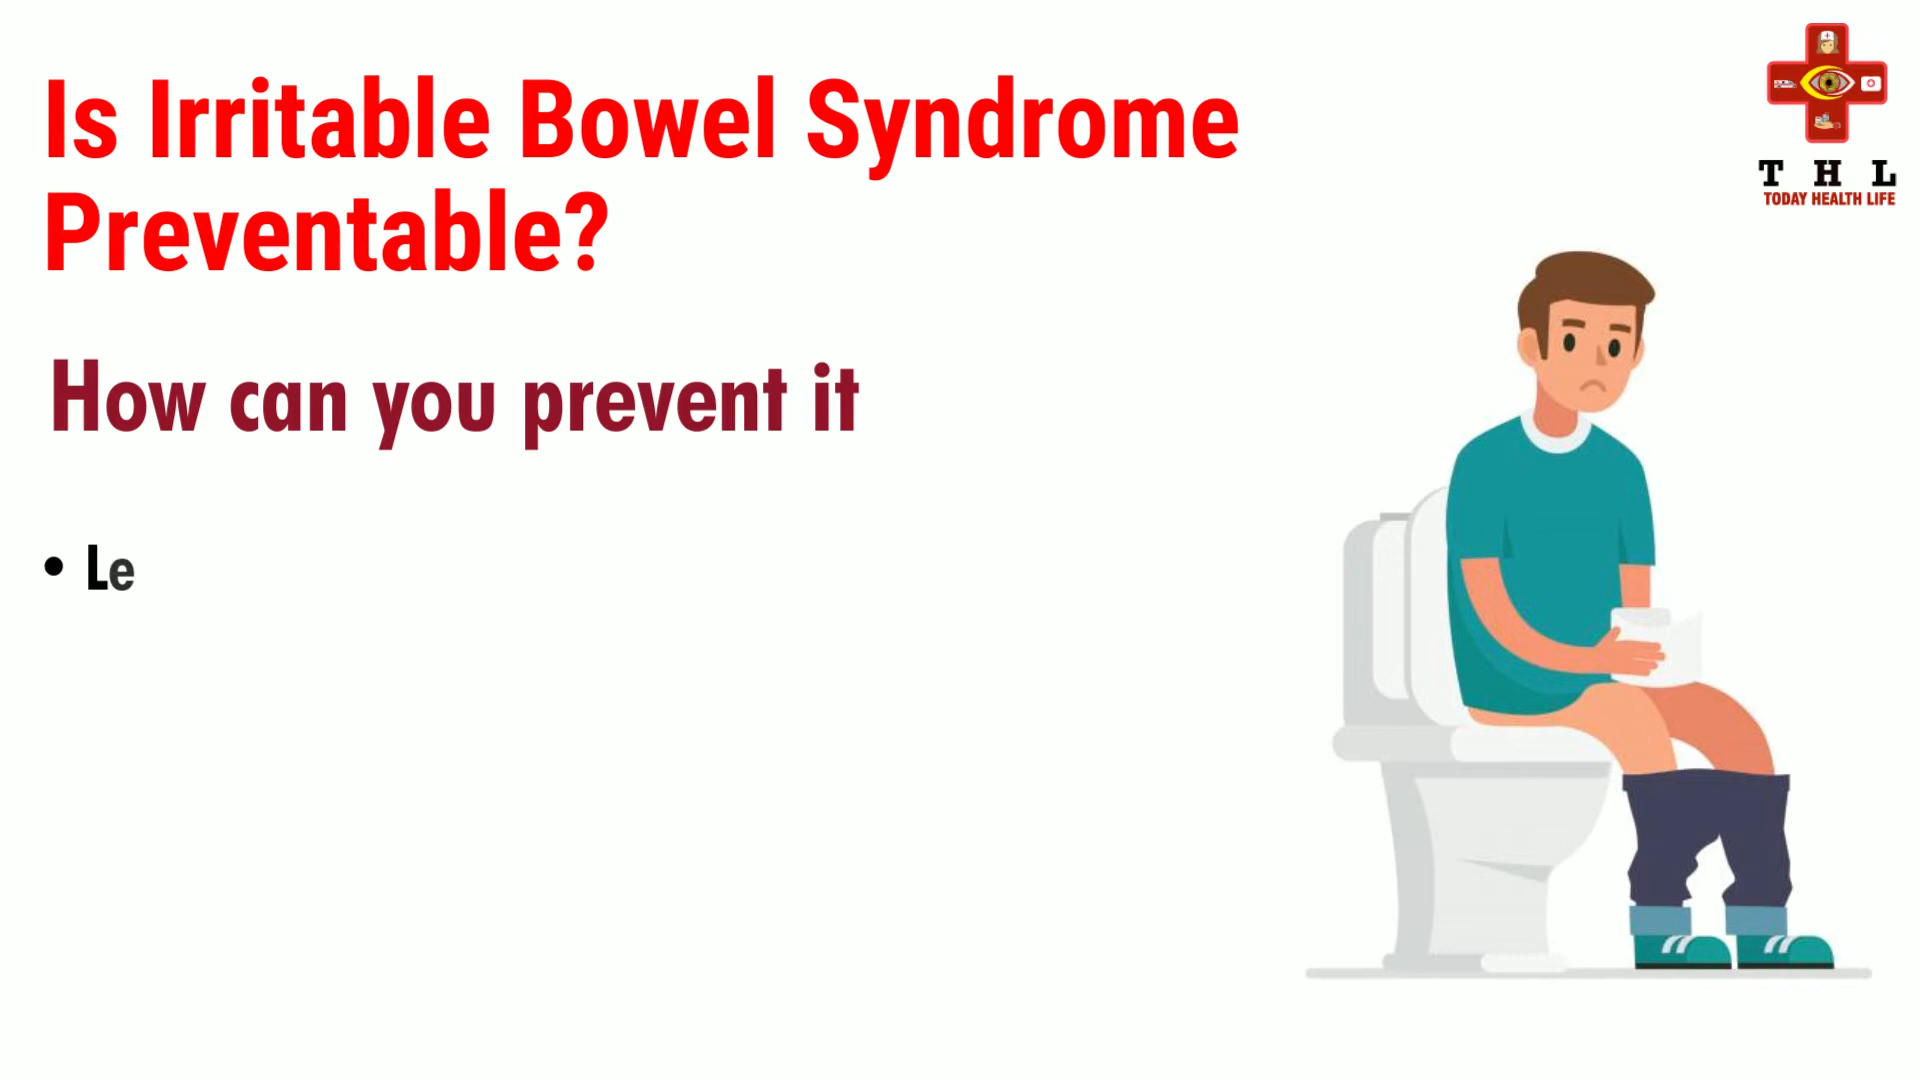 Is Irritable Bowel Syndrome
Preventable?
How can you prevent it
• Le
T H L
TODAY HEALTH LIFE